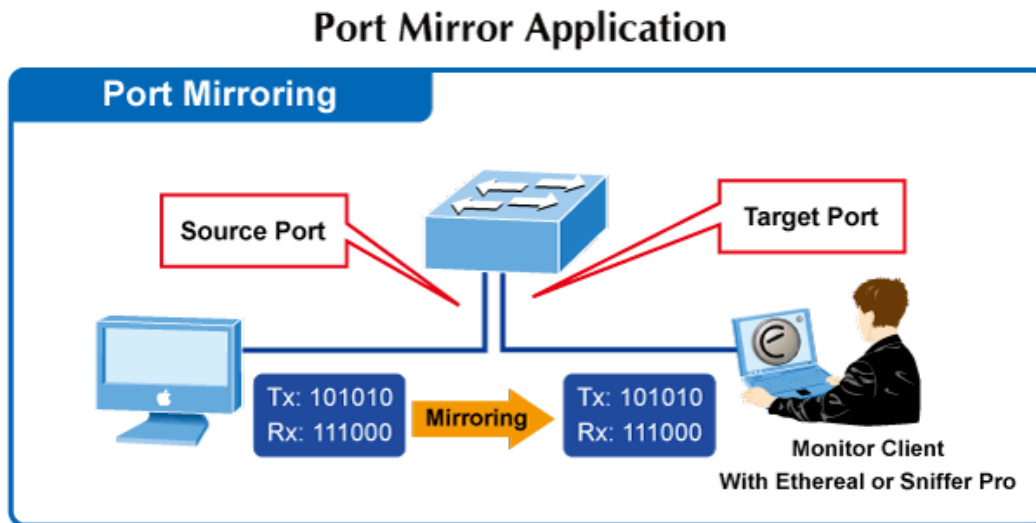 Port Mirror Application
Port Mirroring
Source Port
Target Port
Tx: 101010
Rx: 111000
Mirroring
Tx: 101010
Rx: 111000
Monitor Client
With Ethereal or Sniffer Pro